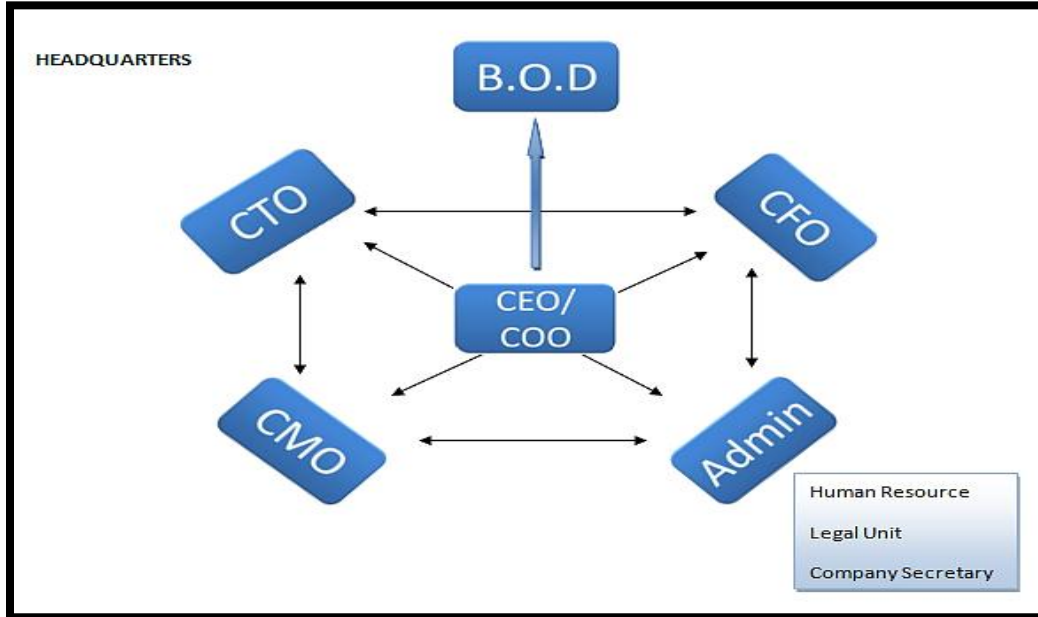 HEADQUARTERS
B.O.D
CTO
CFO
CEO/
COO
CMO
Admin
Human Resource
Legal Unit
Company Secretary